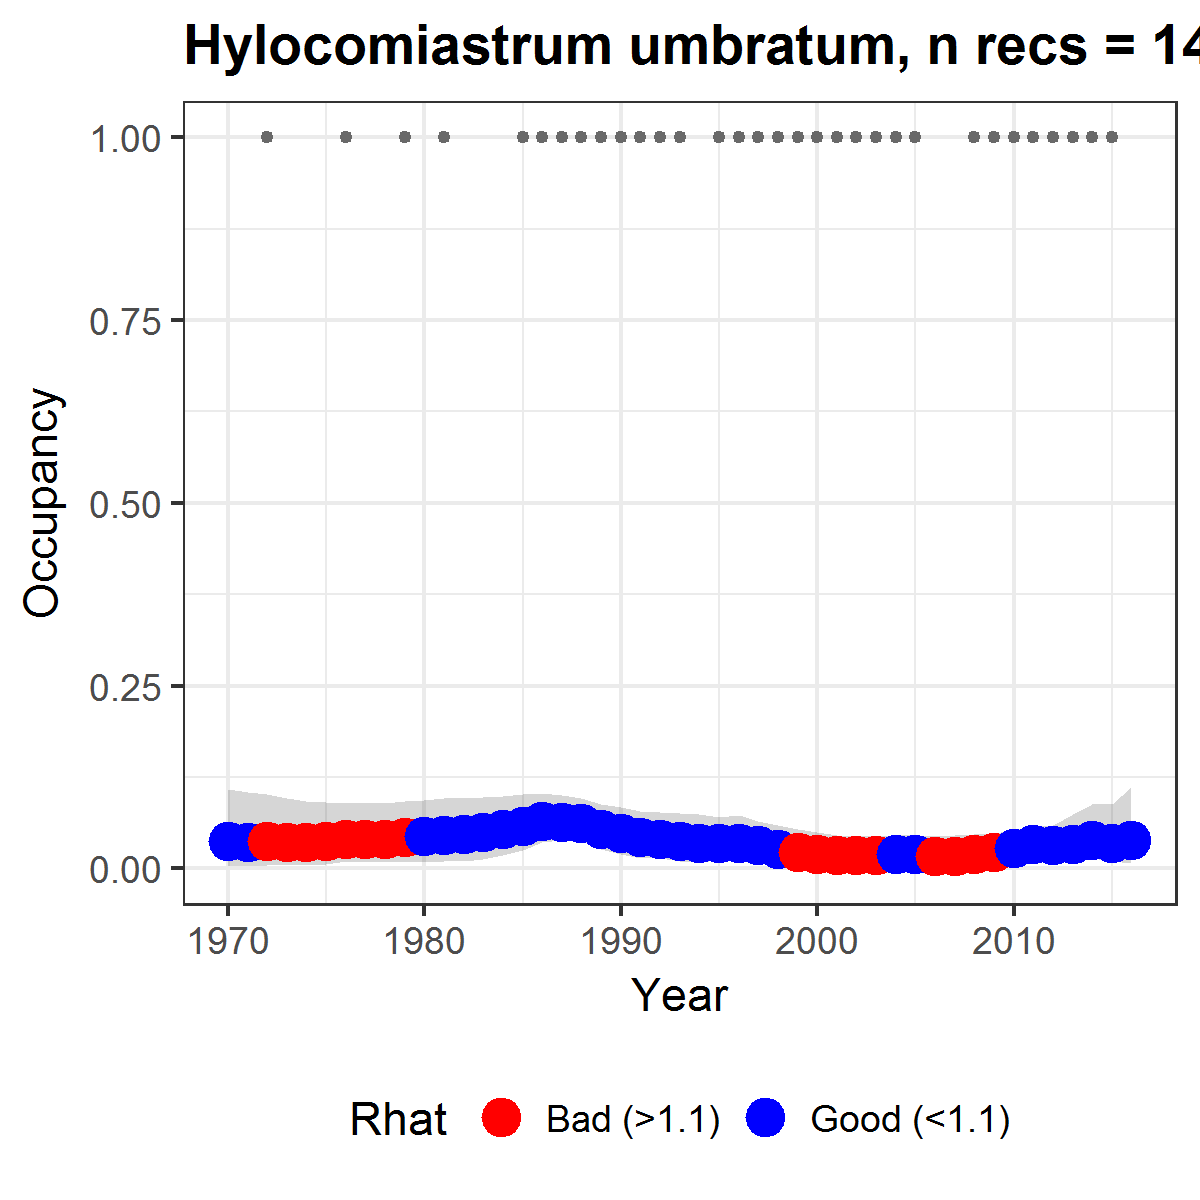 Hylocomiastrum umbratum, n recs = 14
1.00
0.75
0.50
0.25
0.00
Occupancy
1970 1980 1990 2000 2010
Year
Rhat Bad (>1.1) Good (<1.1)